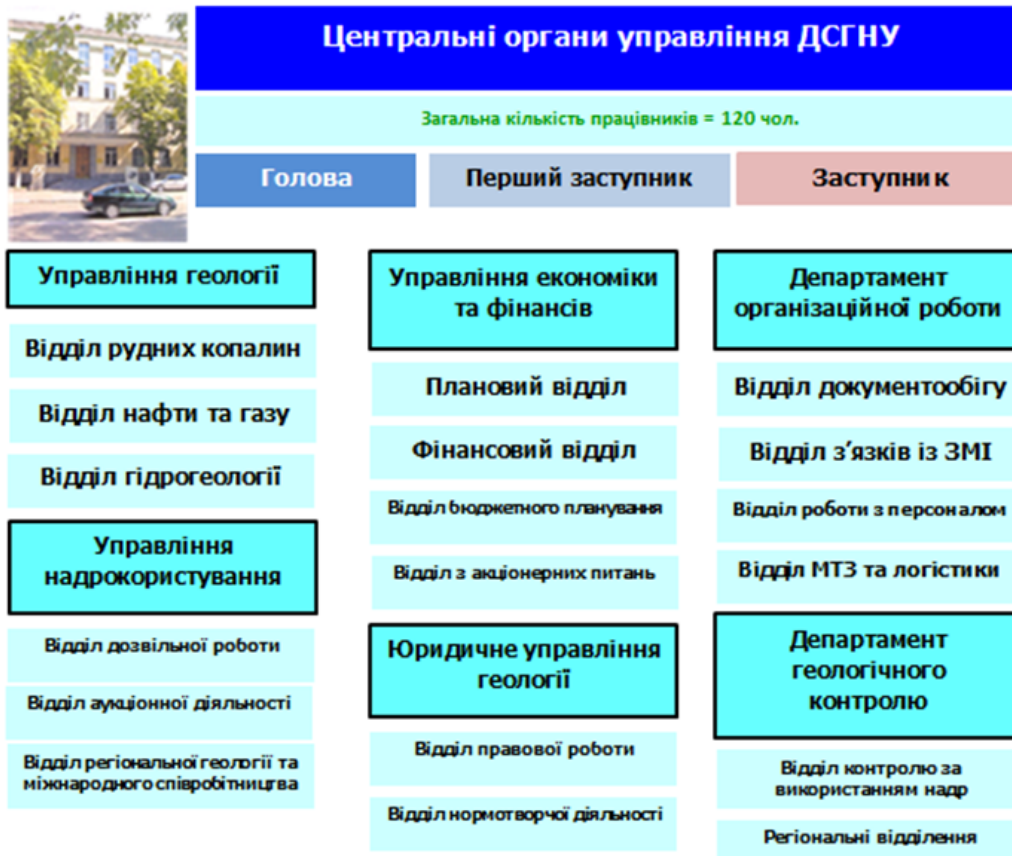 Центральні органи управління ДСГНУ
Загальна кількість працівників = 120 чол.
Голова
Перший заступник
Заступник
Управління геології
Відділ рудних копалин
Відділ нафти та газу
Відділ гідрогеології
Управління
надрокористування
Відділ дозвільної роботи
Відділ аукціонної діяльності
Відділ регіональної геології та
міжнародного співробітництва
Управління економіки
та фінансів
Плановий відділ
Фінансовий відділ
Відділ бюджетного планування
Відділ з акціонерних питань
Юридичне управління
геології
Відділ правової роботи
Відділ нормотворчої діяльності
Департамент
організаційної роботи
Відділ документообігу
Відділ з’язків із ЗМІ
Відділ роботи з персоналом
Відділ МТЗ та логістики
Департамент
геологічного
контролю
Відділ контролю за
використанням надр
Регіональні відділення